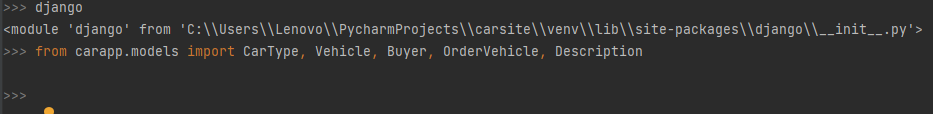 >>> django
<module 'django' from 'C:\\Users\\Lenovo\\PycharmProjects\\carsite\\venv\\lib\\site-packages\\django\\__init__.py'>
>>> from carapp.models import CarType, Vehicle, Buyer, OrderVehicle, Description
>>>